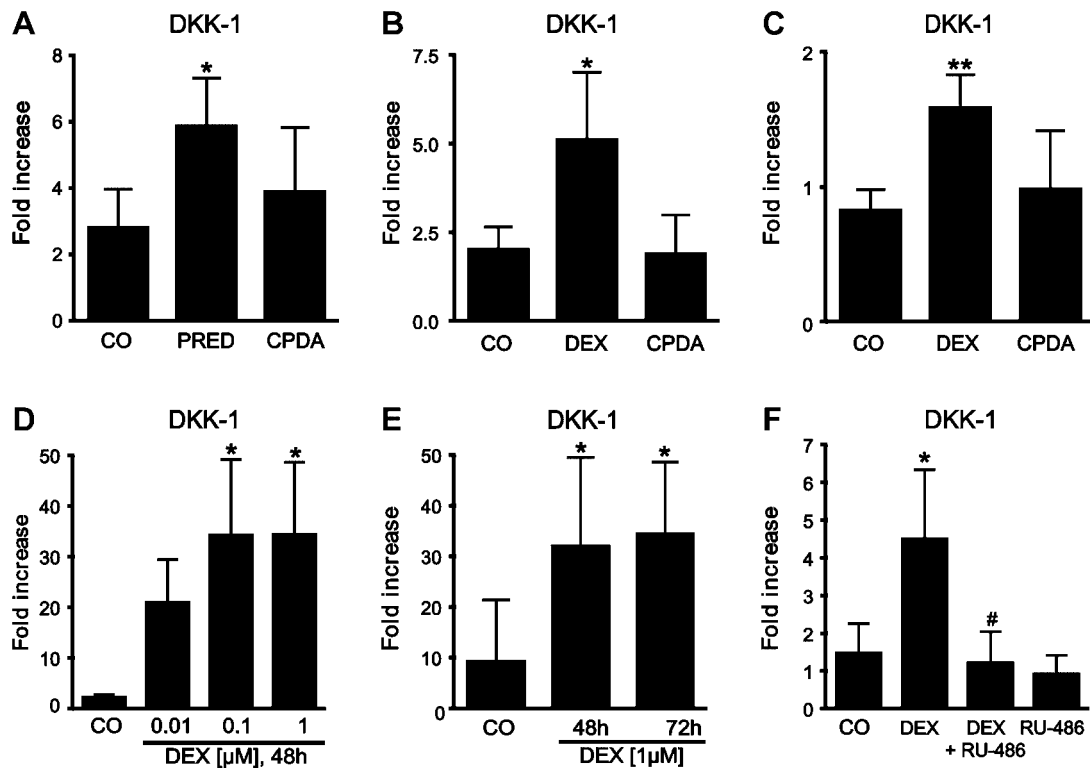 A
DKK-1
*
Fold increase
8
6
4
2
0
CO PRED CPDA
B
DKK-1
*
Fold increase
7.5
5.0
2.5
0.0
CO DEX CPDA
C
DKK-1
**
Fold increase
2
1
0
CO DEX CPDA
D
DKK-1
* *
Fold increase
50
40
30
20
10
0
CO 0.01 0.1 1
DEX [µM], 48h
E
DKK-1
* *
Fold increase
50
40
30
20
10
0
CO 48h 72h
DEX [1µM]
F
DKK-1
*
#
Fold increase
7
6
5
4
3
2
1
0
CO DEX DEX RU-486
+ RU-486